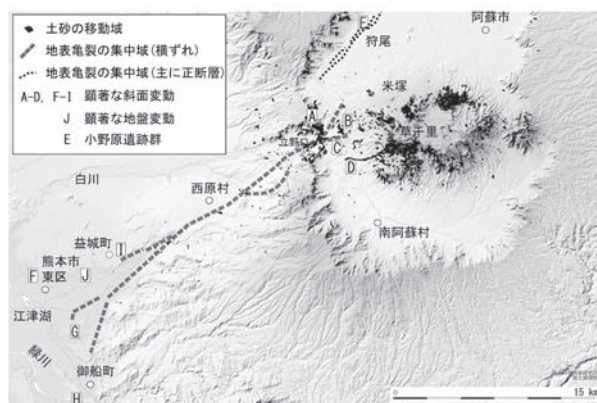 土砂の移動域
地表亀裂の集中域(横ずれ)
地表亀裂の集中域(主に正断層)
A-D, F-I 顕著な斜面変動
J 顕著な地盤変動
E 小野原遺跡群
阿蘇市
E
狩尾
米塚
A
B
草千里
立野
C
D
白川
西原村
南阿蘇村
益城町
I
熊本市
東区
F
J
江津湖
G
緑川
御船町
H
0
15 km